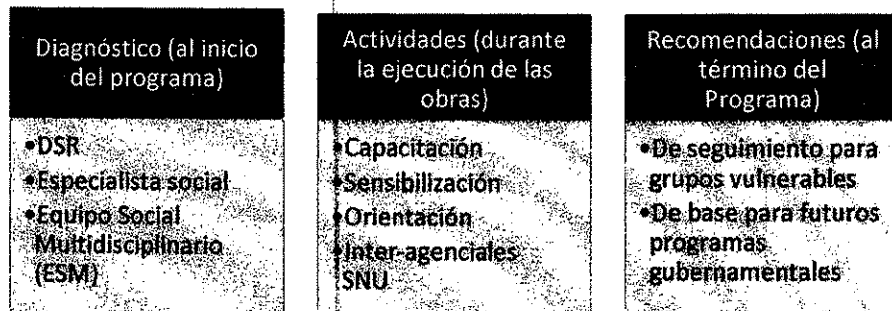 Diagnóstico (al inicio
del programa)
•DSR
•Especialista social
•Equipo Social
Multidisciplinario
(ESM)
Actividades (durante
la ejecución de las
obras)
•Capacitación
•Sensibilización
•Orientación
•Inter-agenciales
SNU
Recomendaciones (al
término del
Programa)
•De seguimiento para
grupos vulnerables
•De base para futuros
programas
gubernamentales